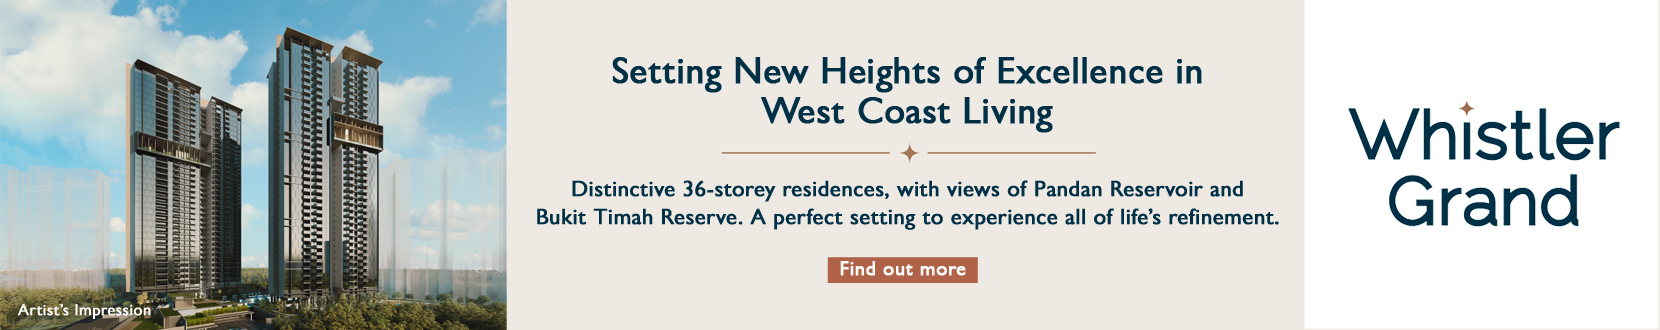 Setting New Heights of Excellence in
West Coast Living
Distinctive 36-storey residences, with views of Pandan Reservoir and
Bukit Timah Reserve. A perfect setting to experience all of life's refinement.
Find out more
Artist's Impression
Whistler
Grand